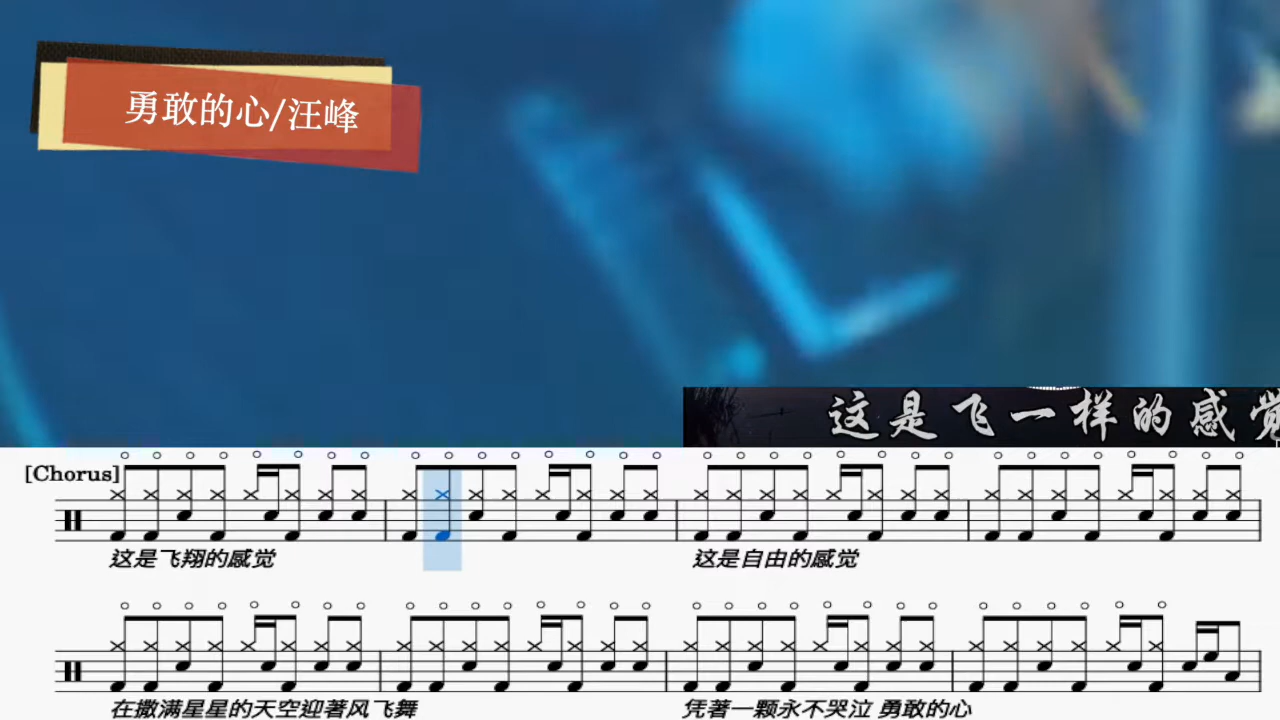 勇敢的心/汪峰
这是飞一样的感觉
[Chorus]
这是飞翔的感觉
这是自由的感觉
在撒满星星的天空迎著风飞舞
凭著一颗永不哭泣 勇敢的心